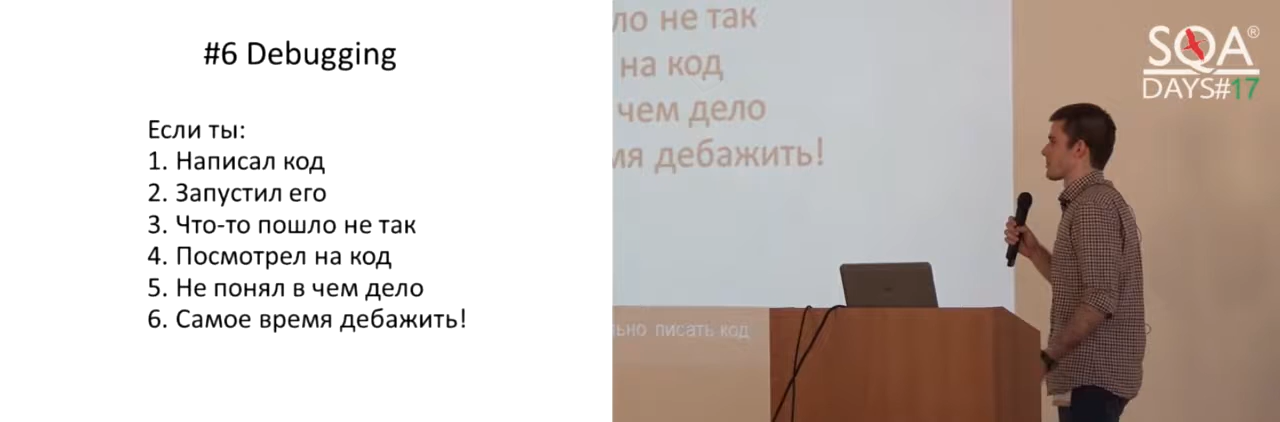 #6 Debugging
Если ты:
1. Написал код
2. Запустил его
3. Что-то пошло не так
4. Посмотрел на код
5. Не понял в чем дело
6. Самое время дебажить!
ло не так
на код
чем дело
мя дебажить!
ьно писать код
SQA®
DAYS#17